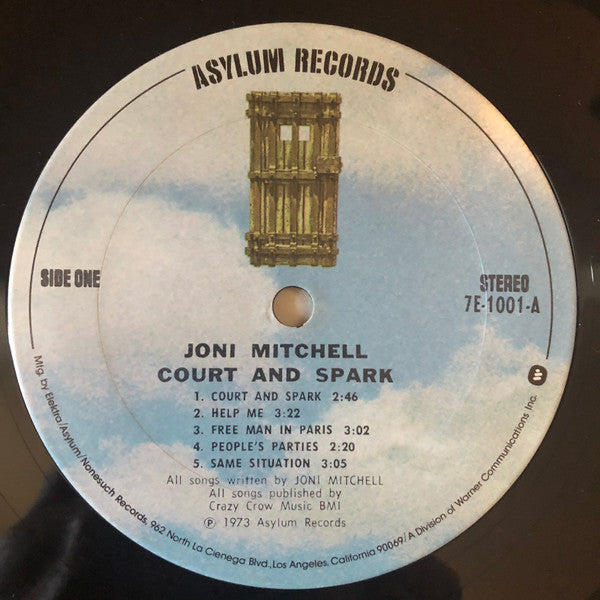 ASYLUM RECORDS
SIDE ONE
STEREO
7E-1001-A
JONI MITCHELL
COURT AND SPARK
1. COURT AND SPARK 2:46
2. HELP ME 3:22
3. FREE MAN IN PARIS 3:02
4. PEOPLE'S PARTIES 2:20
5. SAME SITUATION 3:05
All songs written by JONI MITCHELL
All songs published by
Crazy Crow Music BMI
Ⓟ 1973 Asylum Records
Mfg. by Elektra/Asylum/Nonesuch Records, 962 North La Cienega Blvd., Los Angeles, California 90069/A Division of Warner Communications Inc.